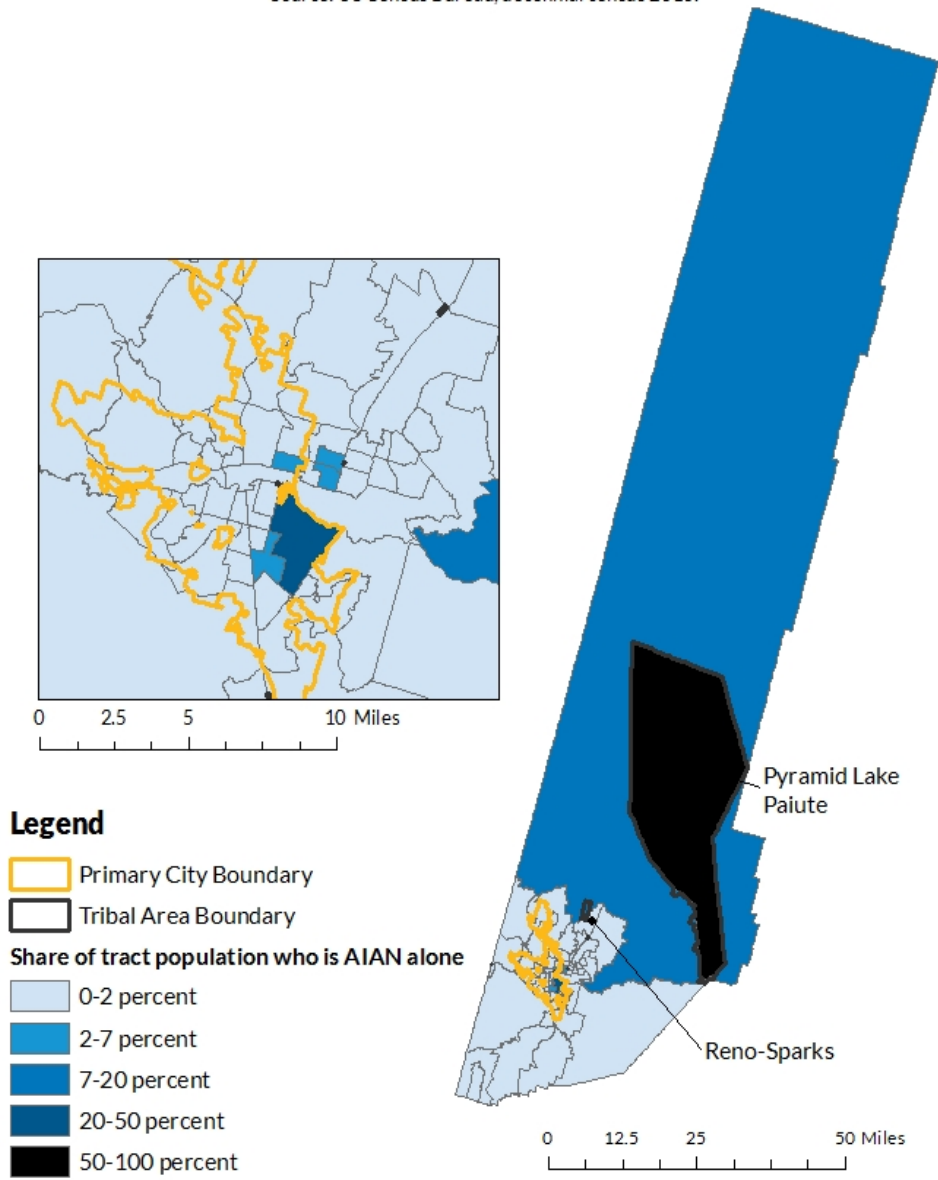 0 2.5 5 10 Miles
Pyramid Lake
Paiute
Legend
Primary City Boundary
Tribal Area Boundary
Share of tract population who is AIAN alone
0-2 percent
2-7 percent
7-20 percent
20-50 percent
50-100 percent
Reno-Sparks
0 12.5 25 50 Miles